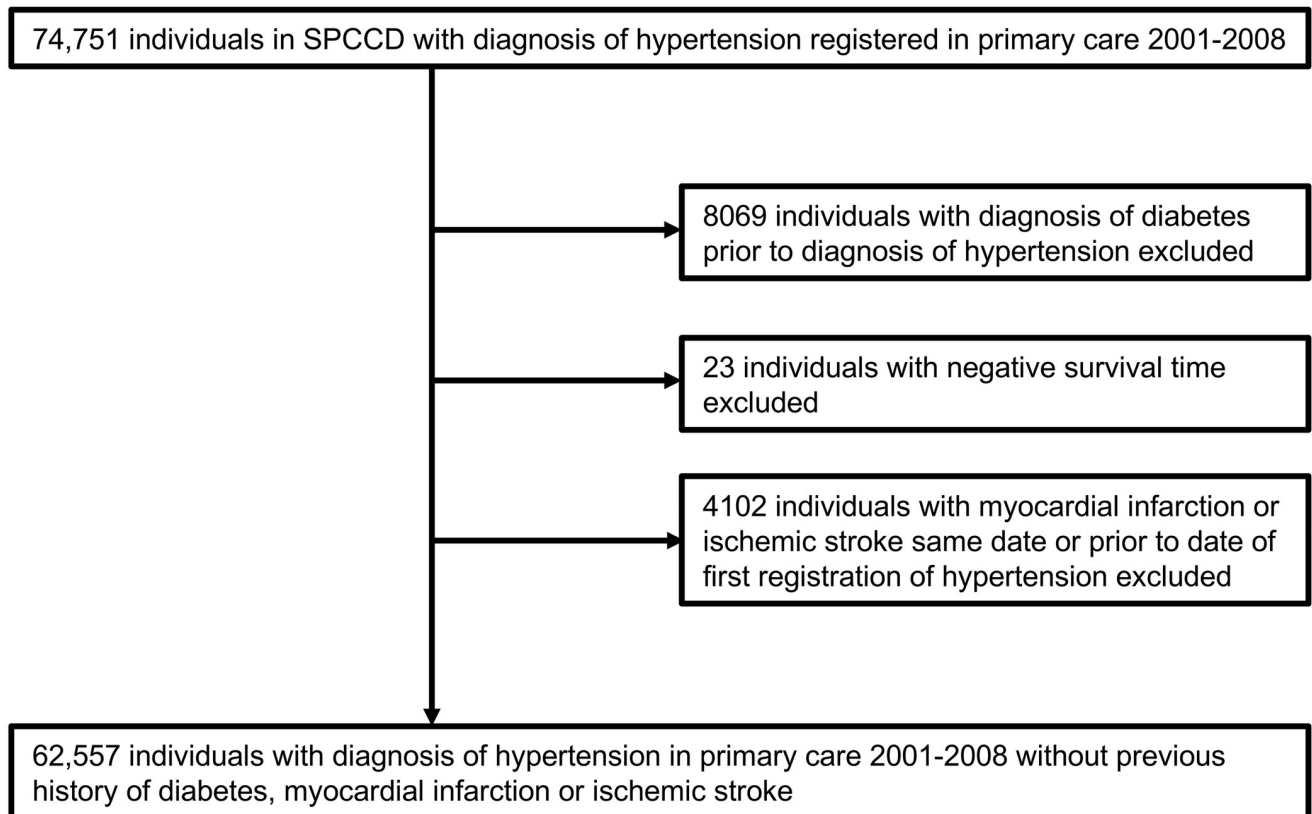 74,751 individuals in SPCCD with diagnosis of hypertension registered in primary care 2001-2008
8069 individuals with diagnosis of diabetes
prior to diagnosis of hypertension excluded
23 individuals with negative survival time
excluded
4102 individuals with myocardial infarction or
ischemic stroke same date or prior to date of
first registration of hypertension excluded
62,557 individuals with diagnosis of hypertension in primary care 2001-2008 without previous
history of diabetes, myocardial infarction or ischemic stroke